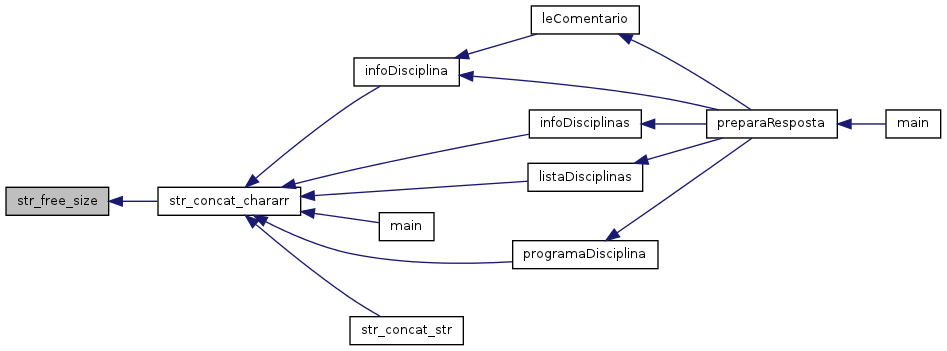 leComentario
infoDisciplina
infoDisciplinas
preparaResposta
main
listaDisciplinas
str_free_size
str_concat_chararr
main
programaDisciplina
str_concat_str